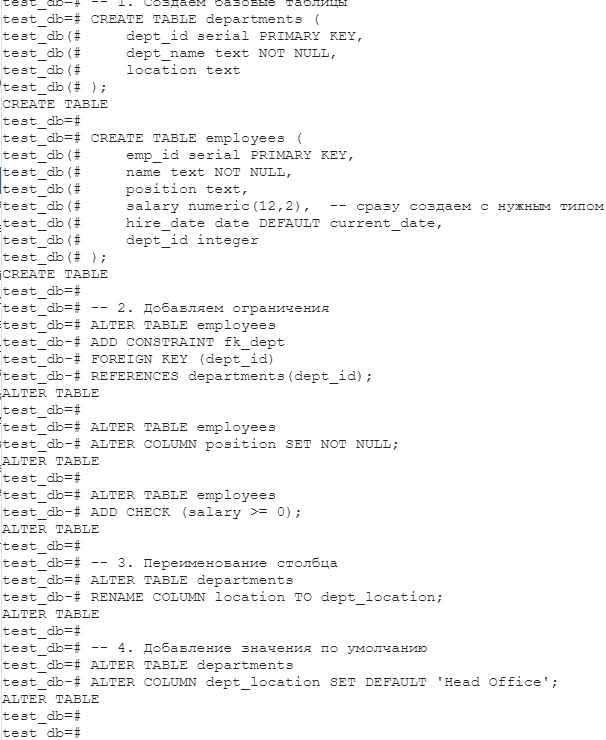 test_db=# -- 1. Создаем базовые таблицы
test_db=# CREATE TABLE departments (
test_db(#     dept_id serial PRIMARY KEY,
test_db(#     dept_name text NOT NULL,
test_db(#     location text
test_db(# );
CREATE TABLE
test_db=#
test_db=# CREATE TABLE employees (
test_db(#     emp_id serial PRIMARY KEY,
test_db(#     name text NOT NULL,
test_db(#     position text,
test_db(#     salary numeric(12,2),  -- сразу создаем с нужным типом
test_db(#     hire_date date DEFAULT current_date,
test_db(#     dept_id integer
test_db(# );
CREATE TABLE
test_db=#
test_db=# -- 2. Добавляем ограничения
test_db=# ALTER TABLE employees
test_db-# ADD CONSTRAINT fk_dept
test_db-# FOREIGN KEY (dept_id)
test_db-# REFERENCES departments(dept_id);
ALTER TABLE
test_db=#
test_db=# ALTER TABLE employees
test_db-# ALTER COLUMN position SET NOT NULL;
ALTER TABLE
test_db=#
test_db=# ALTER TABLE employees
test_db-# ADD CHECK (salary >= 0);
ALTER TABLE
test_db=#
test_db=# -- 3. Переименование столбца
test_db=# ALTER TABLE departments
test_db-# RENAME COLUMN location TO dept_location;
ALTER TABLE
test_db=#
test_db=# -- 4. Добавление значения по умолчанию
test_db=# ALTER TABLE departments
test_db-# ALTER COLUMN dept_location SET DEFAULT 'Head Office';
ALTER TABLE
test_db=#
test_db=#